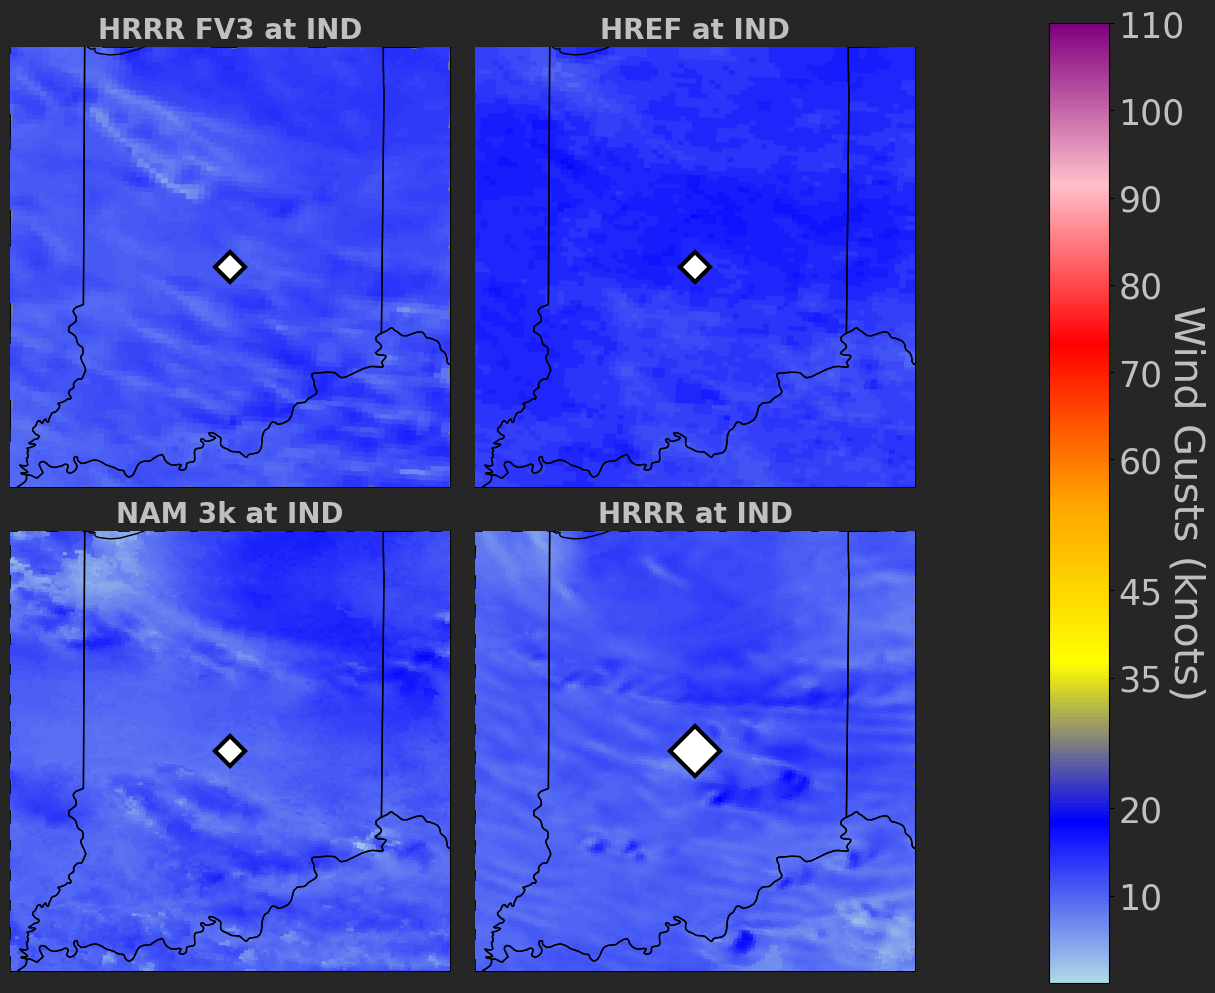 HRRR FV3 at IND
HREF at IND
NAM 3k at IND
HRRR at IND
110
100
90
80
70
60
45
35
20
10
Wind Gusts (knots)